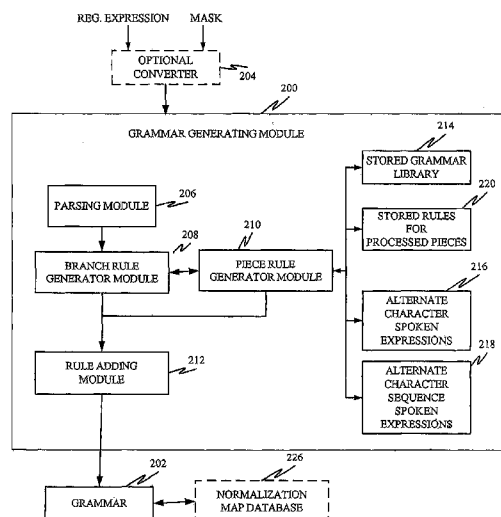 REG. EXPRESSION
MASK
OPTIONAL
CONVERTER
204
200
GRAMMAR GENERATING MODULE
214
STORED GRAMMAR
LIBRARY
206
PARSING MODULE
220
STORED RULES
FOR
PROCESSED PIECES
208
210
BRANCH RULE
GENERATOR MODULE
PIECE RULE
GENERATOR MODULE
216
ALTERNATE
CHARACTER
SPOKEN
EXPRESSIONS
218
RULE ADDING
MODULE
212
ALTERNATE
CHARACTER
SEQUENCE
SPOKEN
EXPRESSIONS
202
GRAMMAR
226
NORMALIZATION
MAP DATABASE